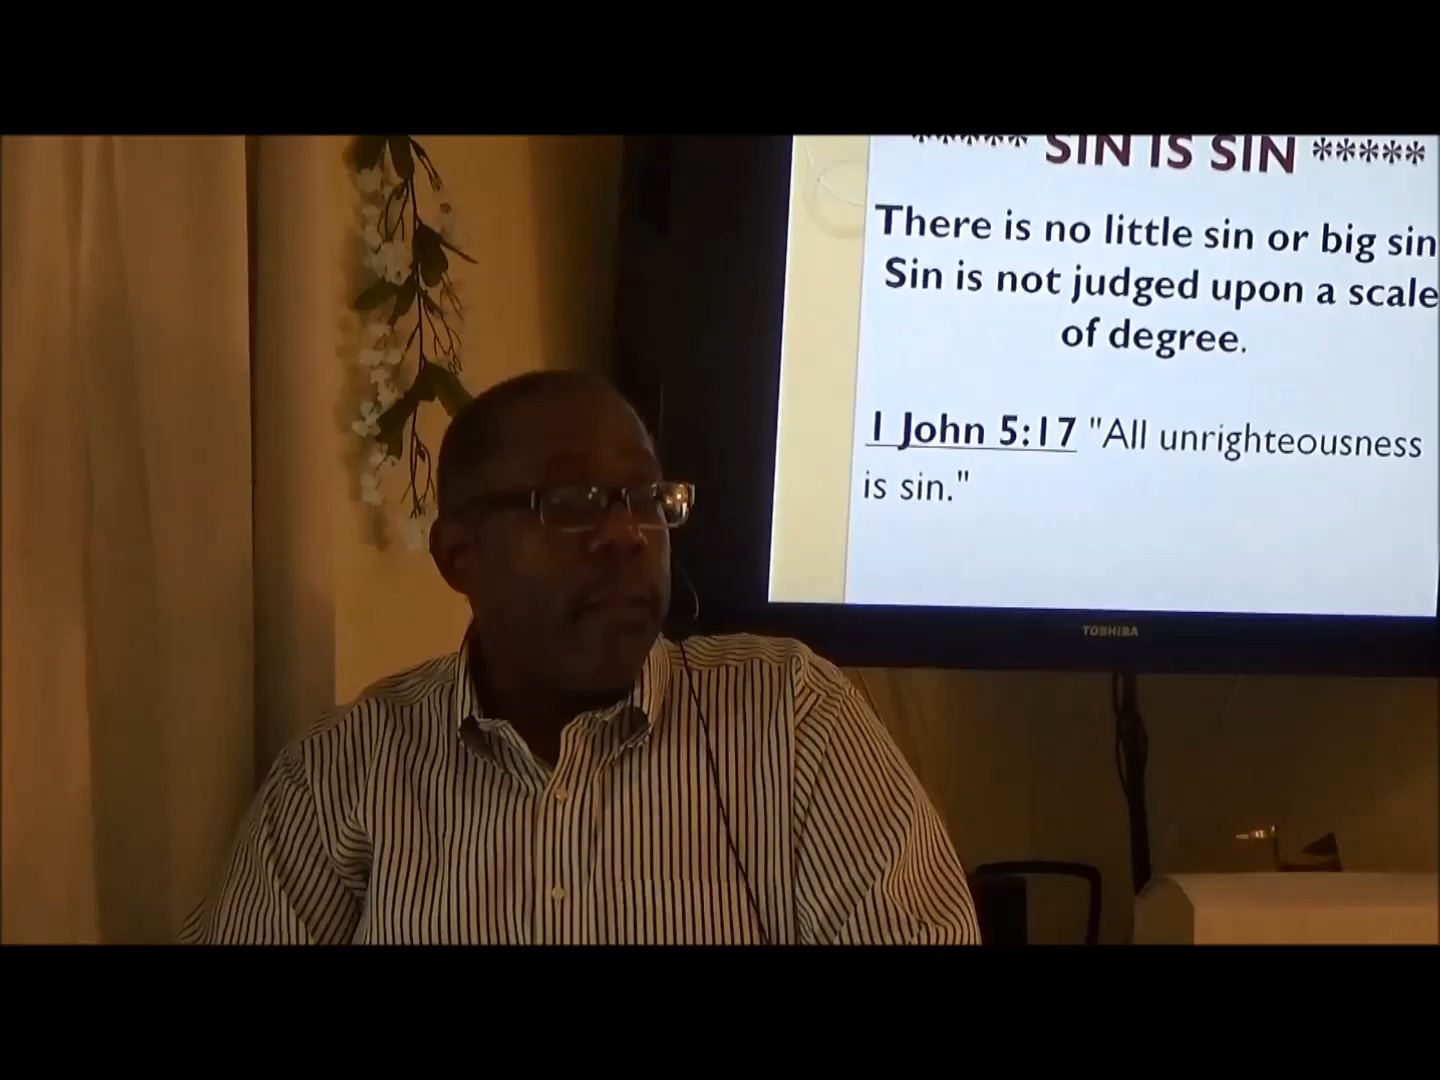 ***** SIN IS SIN *****
There is no little sin or big sin
Sin is not judged upon a scale
of degree.
1 John 5:17 "All unrighteousness
is sin."
TOSHIBA